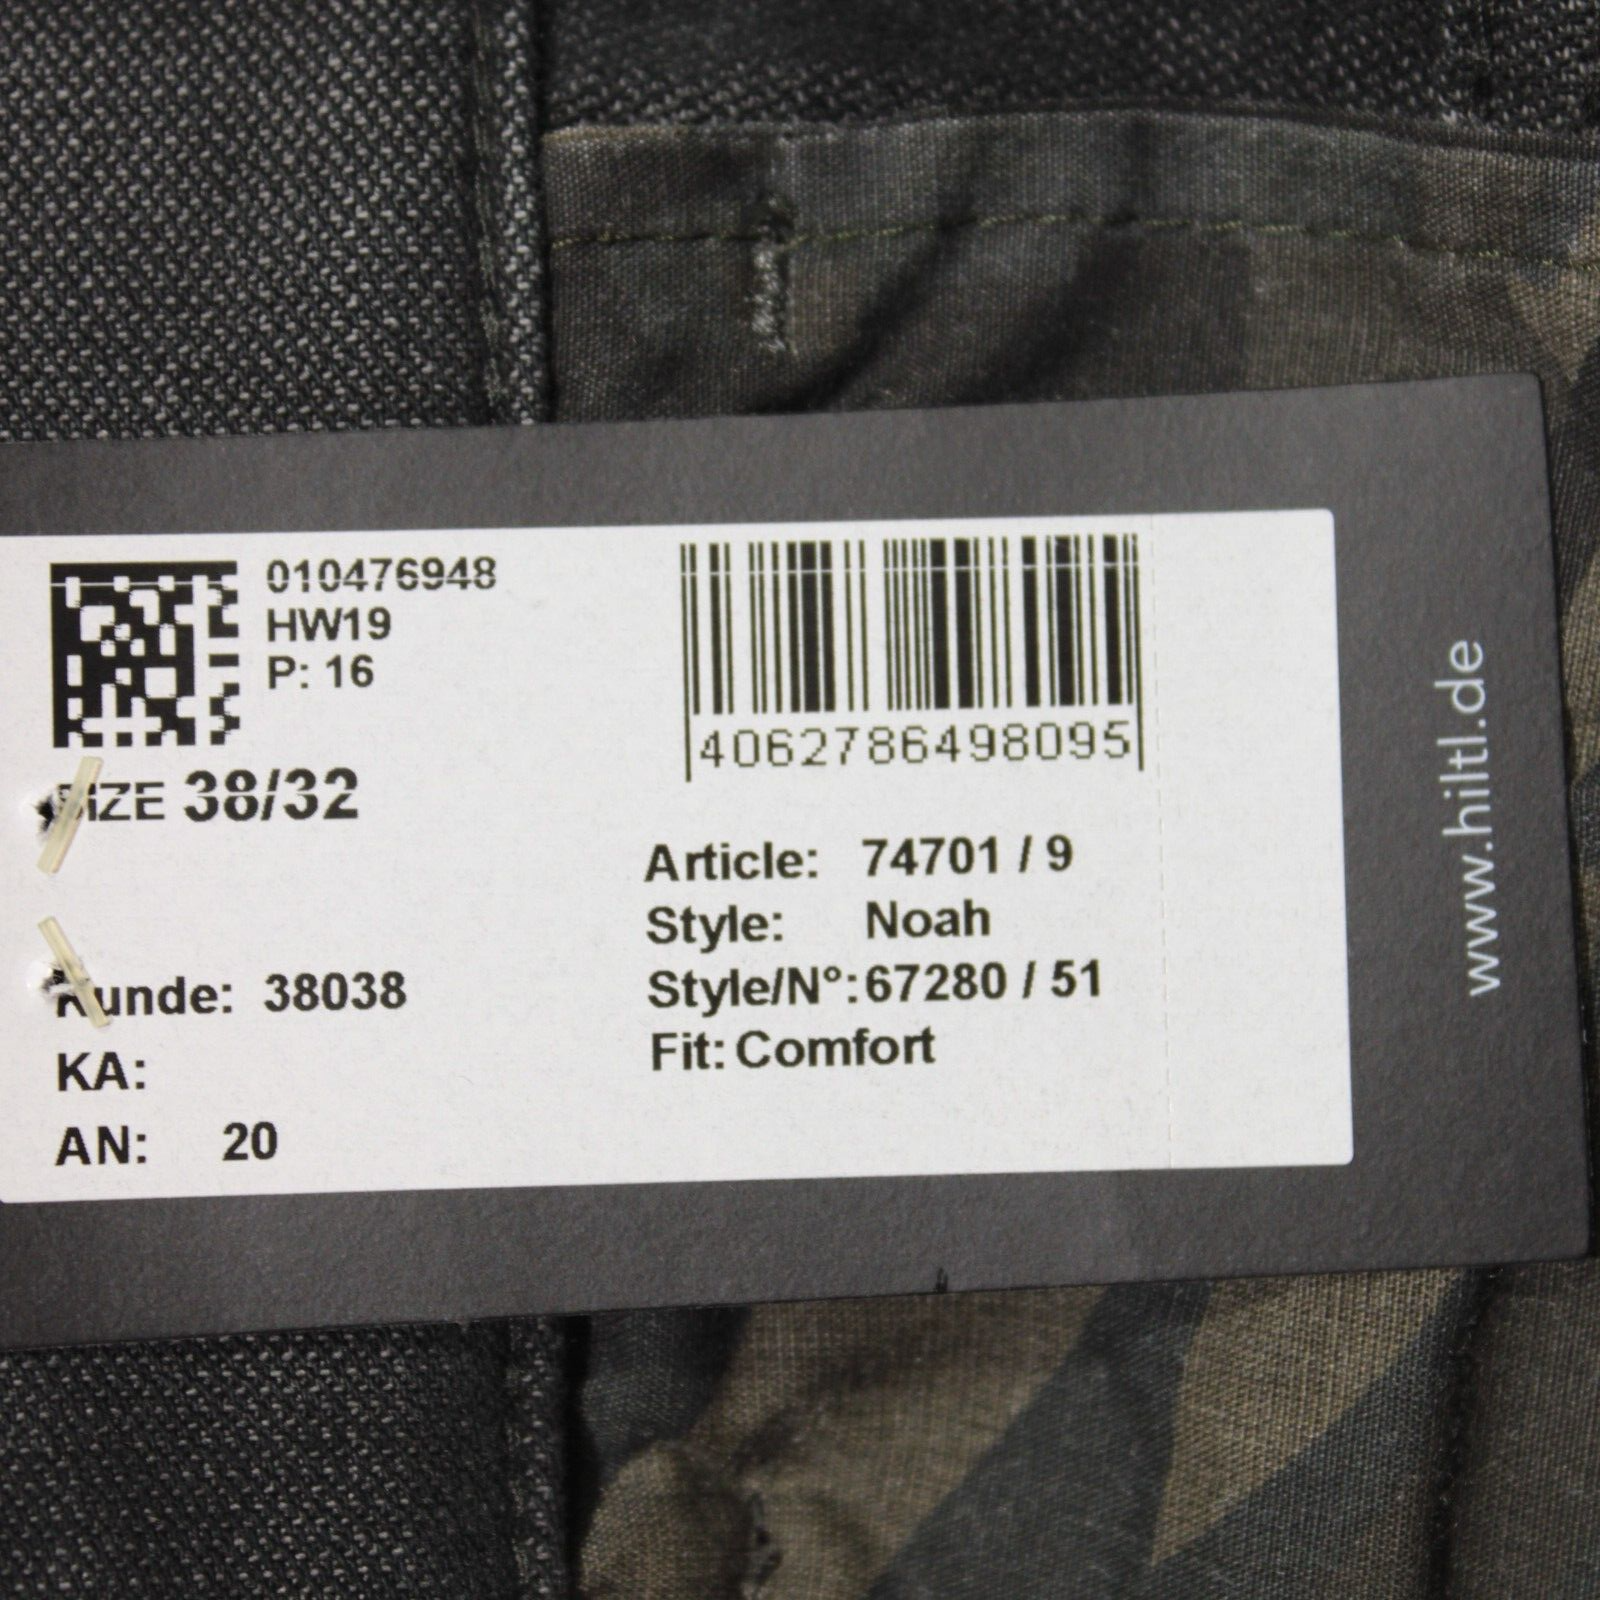 010476948
HW19
P: 16
SIZE 38/32
4062786498095
Article: 74701 / 9
Style: Noah
Style/N°: 67280 / 51
Fit: Comfort
Kunde: 38038
KA:
AN: 20
www.hiltl.de